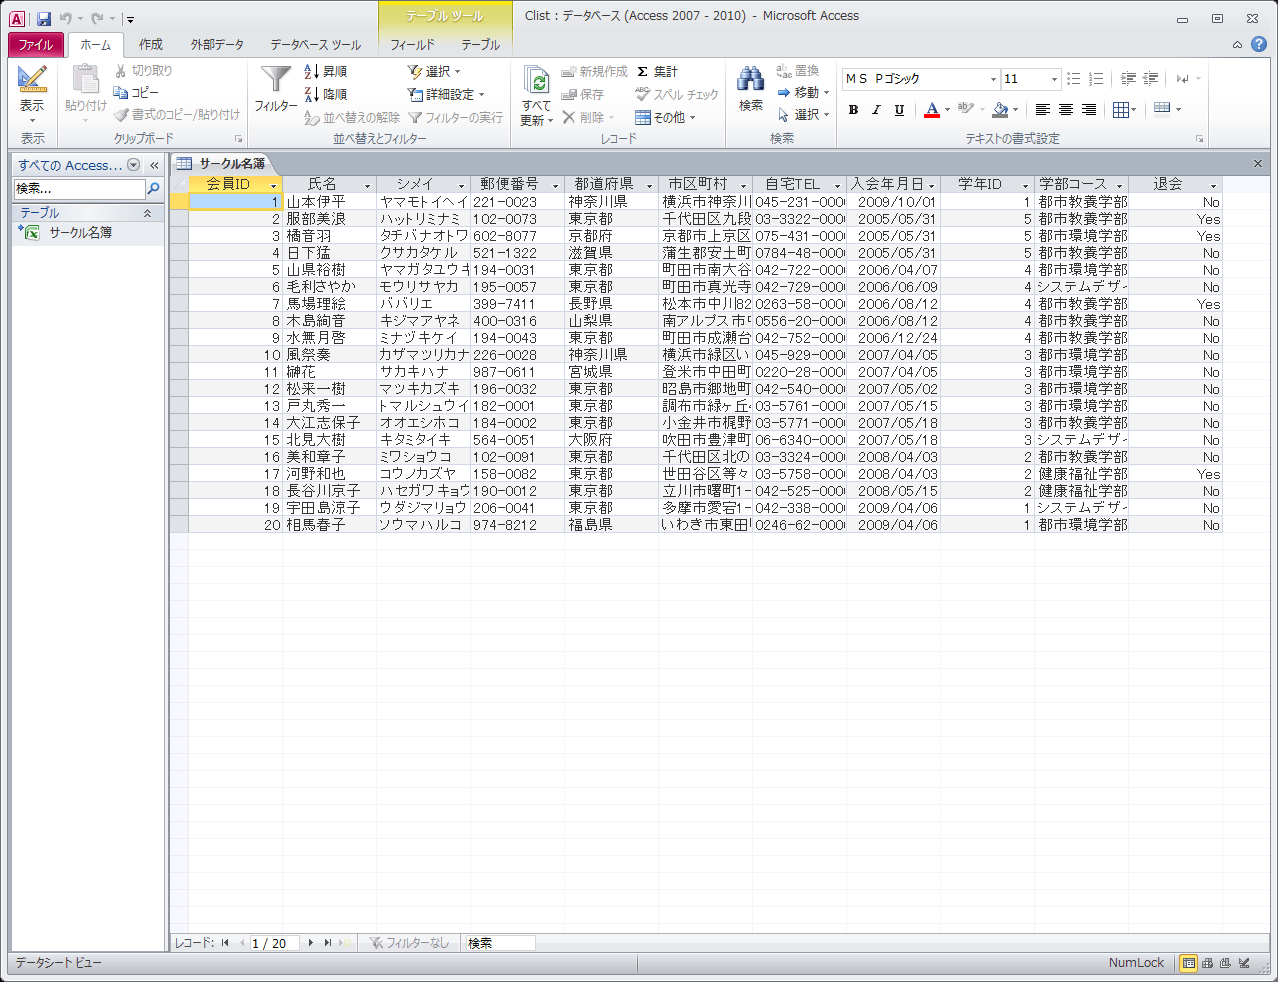 テーブル ツール
Clist : データベース (Access 2007 - 2010) - Microsoft Access
ファイル ホーム 作成 外部データ データベース ツール フィールド テーブル
表示 貼り付け 切り取り コピー 書式のコピー/貼り付け
フィルター 昇順 降順 並べ替えの解除 選択 詳細設定 フィルターの実行
すべて更新 新規作成 保存 削除 集計 スペル チェック その他
検索 置換 移動 選択
ＭＳ Ｐゴシック 11
B I U A ab
表示 クリップボード 並べ替えとフィルター レコード 検索 テキストの書式設定
すべての Access...
検索...
テーブル
サークル名簿
サークル名簿
会員ID 氏名 シメイ 郵便番号 都道府県 市区町村 自宅TEL 入会年月日 学年ID 学部コース 退会
1 山本伊平 ヤマモトイヘイ 221-0023 神奈川県 横浜市神奈川 045-231-000 2009/10/01 1 都市教養学部 No
2 服部美浪 ハットリミナミ 102-0073 東京都 千代田区九段 03-3322-000 2005/05/31 5 都市教養学部 Yes
3 橘音羽 タチバナオトワ 602-8077 京都府 京都市上京区 075-431-000 2005/05/31 5 都市環境学部 Yes
4 日下猛 クサカタケル 521-1322 滋賀県 蒲生郡安土町 0784-48-000 2005/05/31 5 都市教養学部 No
5 山県裕樹 ヤマガタユウキ 194-0031 東京都 町田市南大谷 042-722-000 2006/04/07 4 都市環境学部 No
6 毛利さやか モウリサヤカ 195-0057 東京都 町田市真光寺 042-729-000 2006/06/09 4 システムデザイ No
7 馬場理絵 ババリエ 399-7411 長野県 松本市中川82 0263-58-000 2006/08/12 4 都市教養学部 Yes
8 木島絢音 キジマアヤネ 400-0316 山梨県 南アルプス市 0556-20-000 2006/08/12 4 都市教養学部 No
9 水無月啓 ミナヅキケイ 194-0043 東京都 町田市成瀬台 042-752-000 2006/12/24 4 都市教養学部 No
10 風祭奏 カザマツリカナ 226-0028 神奈川県 横浜市緑区い 045-929-000 2007/04/05 3 都市環境学部 No
11 榊花 サカキハナ 987-0611 宮城県 登米市中田町 0220-28-000 2007/04/05 3 都市環境学部 No
12 松来一樹 マツキカズキ 196-0032 東京都 昭島市郷地町 042-540-000 2007/05/02 3 都市教養学部 No
13 戸丸秀一 トマルシュウイ 182-0001 東京都 調布市緑ヶ丘 03-5761-000 2007/05/15 3 都市環境学部 No
14 大江志保子 オオエシホコ 184-0002 東京都 小金井市梶野 03-5771-000 2007/05/18 3 都市環境学部 No
15 北見大樹 キタミタイキ 564-0051 大阪府 吹田市豊津町 06-6340-000 2007/05/18 3 システムデザイ No
16 美和章子 ミワショウコ 102-0091 東京都 千代田区北の 03-3324-000 2008/04/03 2 都市教養学部 No
17 河野和也 コウノカズヤ 158-0082 東京都 世田谷区等々 03-5758-000 2008/04/03 2 健康福祉学部 Yes
18 長谷川京子 ハセガワキョウ 190-0012 東京都 立川市曙町1- 042-525-000 2008/05/15 2 健康福祉学部 No
19 宇田島涼子 ウダジマリョウ 206-0041 東京都 多摩市愛宕1- 042-338-000 2009/04/06 1 システムデザイ No
20 相馬春子 ソウマハルコ 974-8212 福島県 いわき市東田 0246-62-000 2009/04/06 1 都市環境学部 No
レコード: 1 / 20 フィルターなし 検索
データシート ビュー NumLock